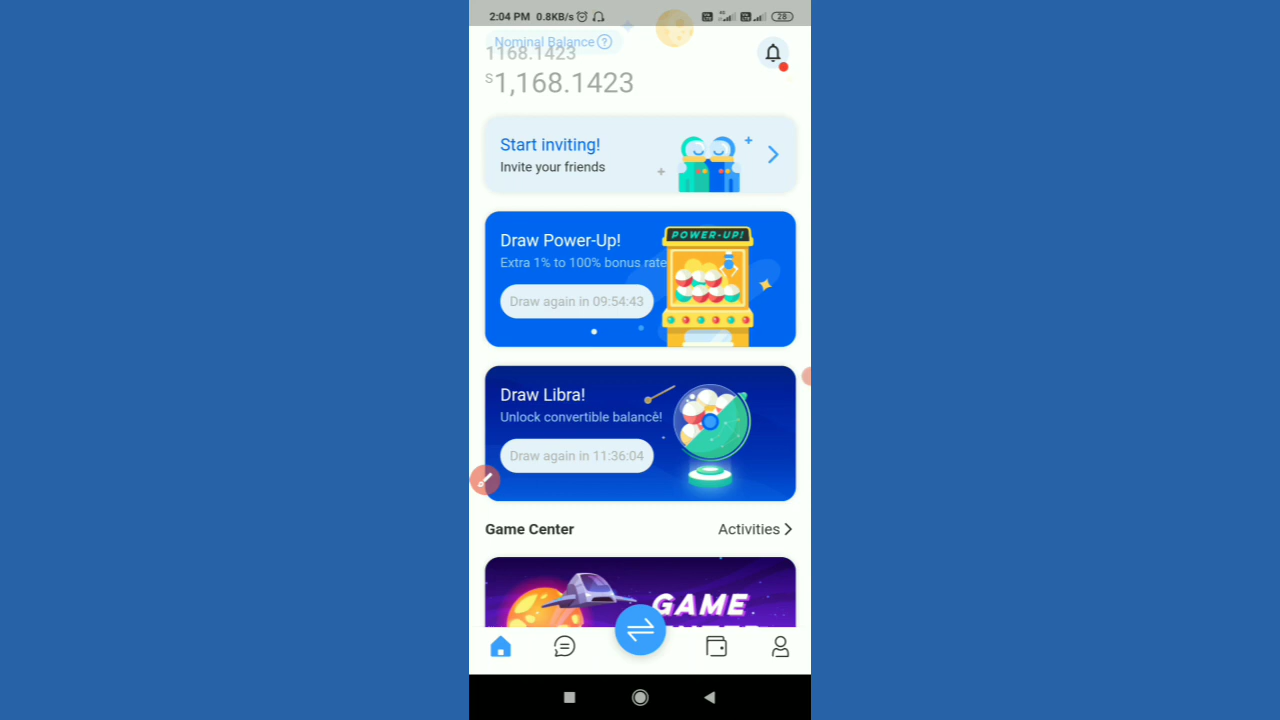 2:04 PM 0.8KB/s
28
Nominal Balance ?
1168.1423
S1,168.1423
Start inviting!
Invite your friends
Draw Power-Up!
Extra 1% to 100% bonus rate
Draw again in 09:54:43
POWER-UP!
Draw Libra!
Unlock convertible balance!
Draw again in 11:36:04
Game Center
Activities
GAME